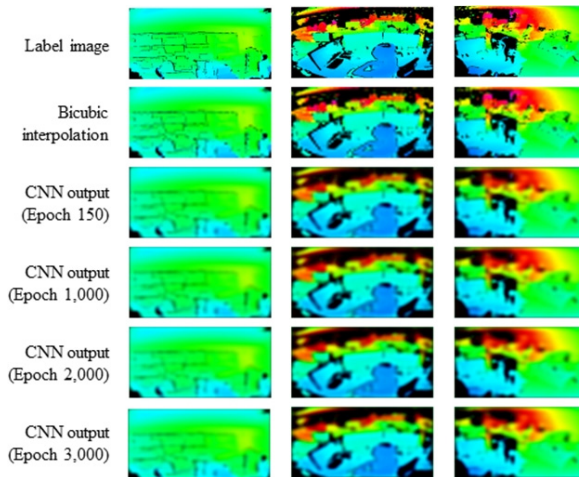 Label image
Bicubic
interpolation
CNN output
(Epoch 150)
CNN output
(Epoch 1,000)
CNN output
(Epoch 2,000)
CNN output
(Epoch 3,000)